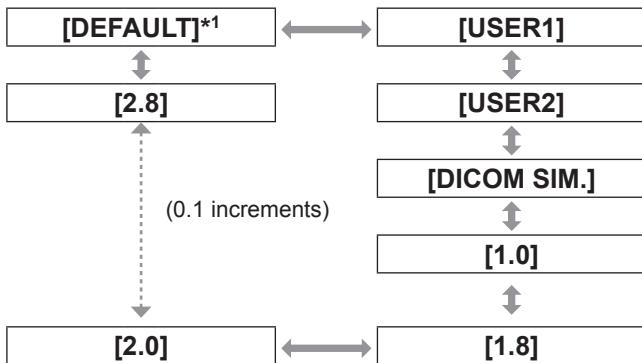 [DEFAULT]*1 [USER1]
[2.8] [USER2]
[DICOM SIM.]
(0.1 increments)
[1.0]
[2.0] [1.8]